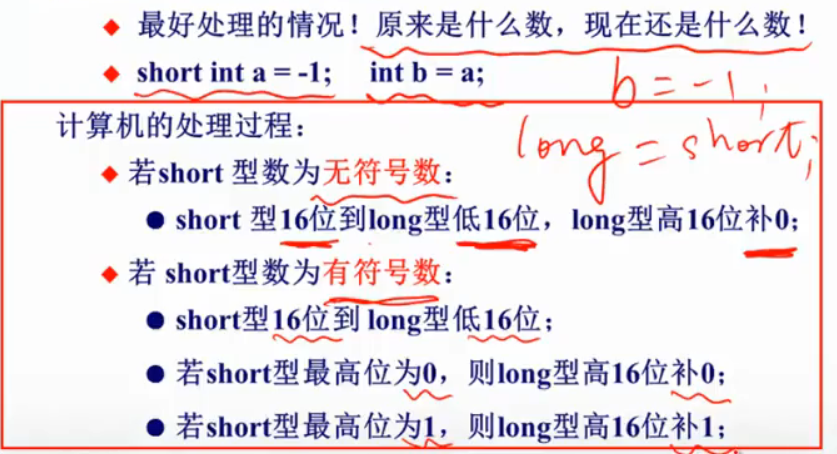 ◆ 最好处理的情况！原来是什么数，现在还是什么数！
◆ short int a = -1; int b = a;
b = -1;
long = short;
计算机的处理过程：
◆ 若short 型数为无符号数：
● short 型16位到long型低16位，long型高16位补0；
◆ 若 short型数为有符号数：
● short型16位到 long型低16位；
● 若short型最高位为0，则long型高16位补0；
● 若short型最高位为1，则long型高16位补1；